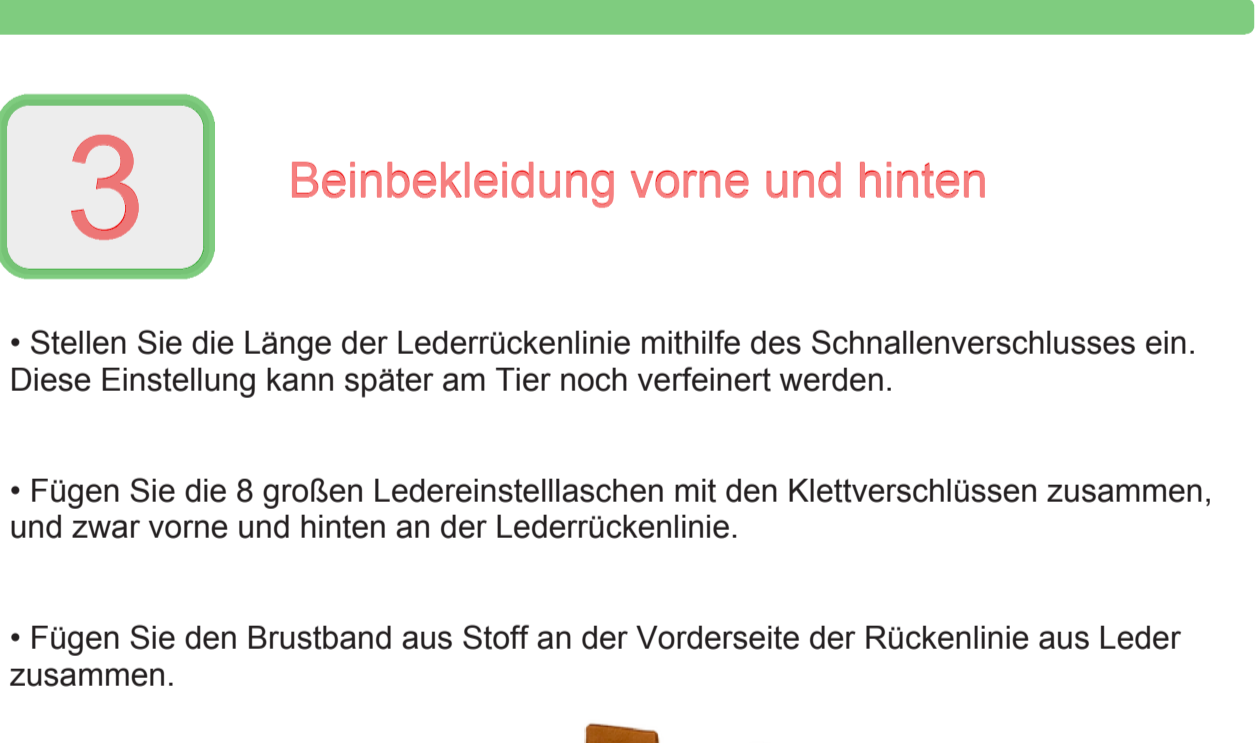 3
Beinbekleidung vorne und hinten
• Stellen Sie die Länge der Lederrückenlinie mithilfe des Schnallenverschlusses ein.
Diese Einstellung kann später am Tier noch verfeinert werden.
• Fügen Sie die 8 großen Ledereinstelllaschen mit den Klettverschlüssen zusammen,
und zwar vorne und hinten an der Lederrückenlinie.
• Fügen Sie den Brustband aus Stoff an der Vorderseite der Rückenlinie aus Leder
zusammen.